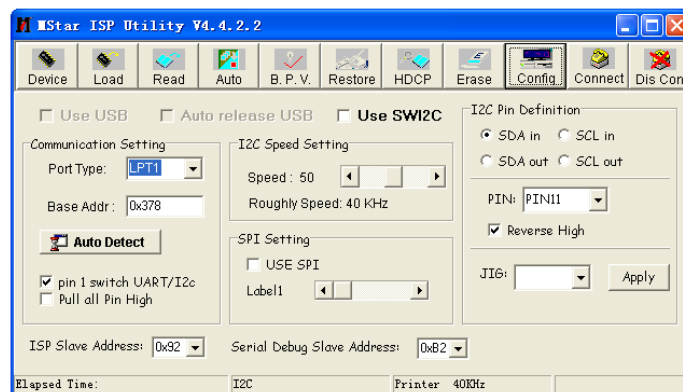 MStar ISP Utility V4.4.2.2
Device Load Read Auto B. P. V. Restore HDCP Erase Config Connect Dis Con
Use USB Auto release USB Use SWI2C
Communication Setting
Port Type: LPT1
Base Addr : 0x378
Auto Detect
pin 1 switch UART/I2c
Pull all Pin High
I2C Speed Setting
Speed : 50
Roughly Speed: 40 KHz
SPI Setting
USE SPI
Label1
I2C Pin Definition
SDA in SCL in
SDA out SCL out
PIN: PIN11
Reverse High
JIG: Apply
ISP Slave Address: 0x92 Serial Debug Slave Address: 0xB2
Elapsed Time: I2C Printer 40KHz